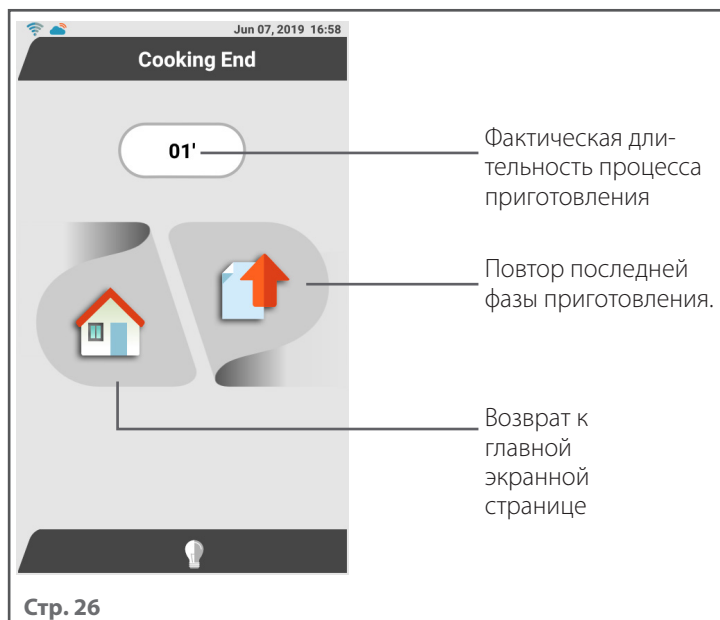 Jun 07, 2019 16:58
Cooking End
01'
Фактическая дли-
тельность процесса
приготовления
Повтор последней
фазы приготовления.
Возврат к
главной
экранной
странице
Стр. 26